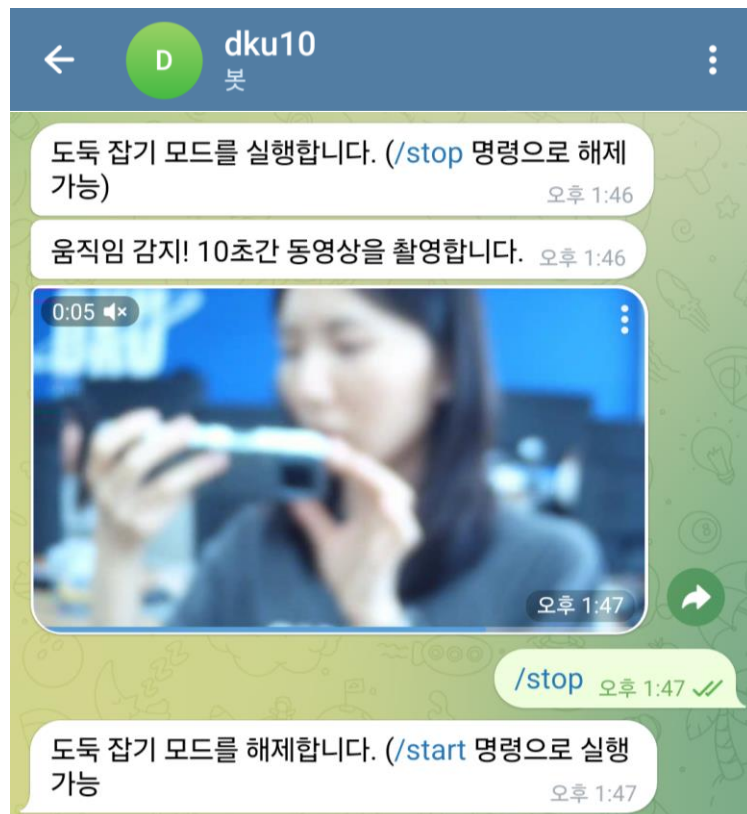 D
dku10
봇
도둑 잡기 모드를 실행합니다. (/stop 명령으로 해제
가능)
오후 1:46
움직임 감지! 10초간 동영상을 촬영합니다. 오후 1:46
0:05
오후 1:47
/stop 오후 1:47
도둑 잡기 모드를 해제합니다. (/start 명령으로 실행
가능
오후 1:47